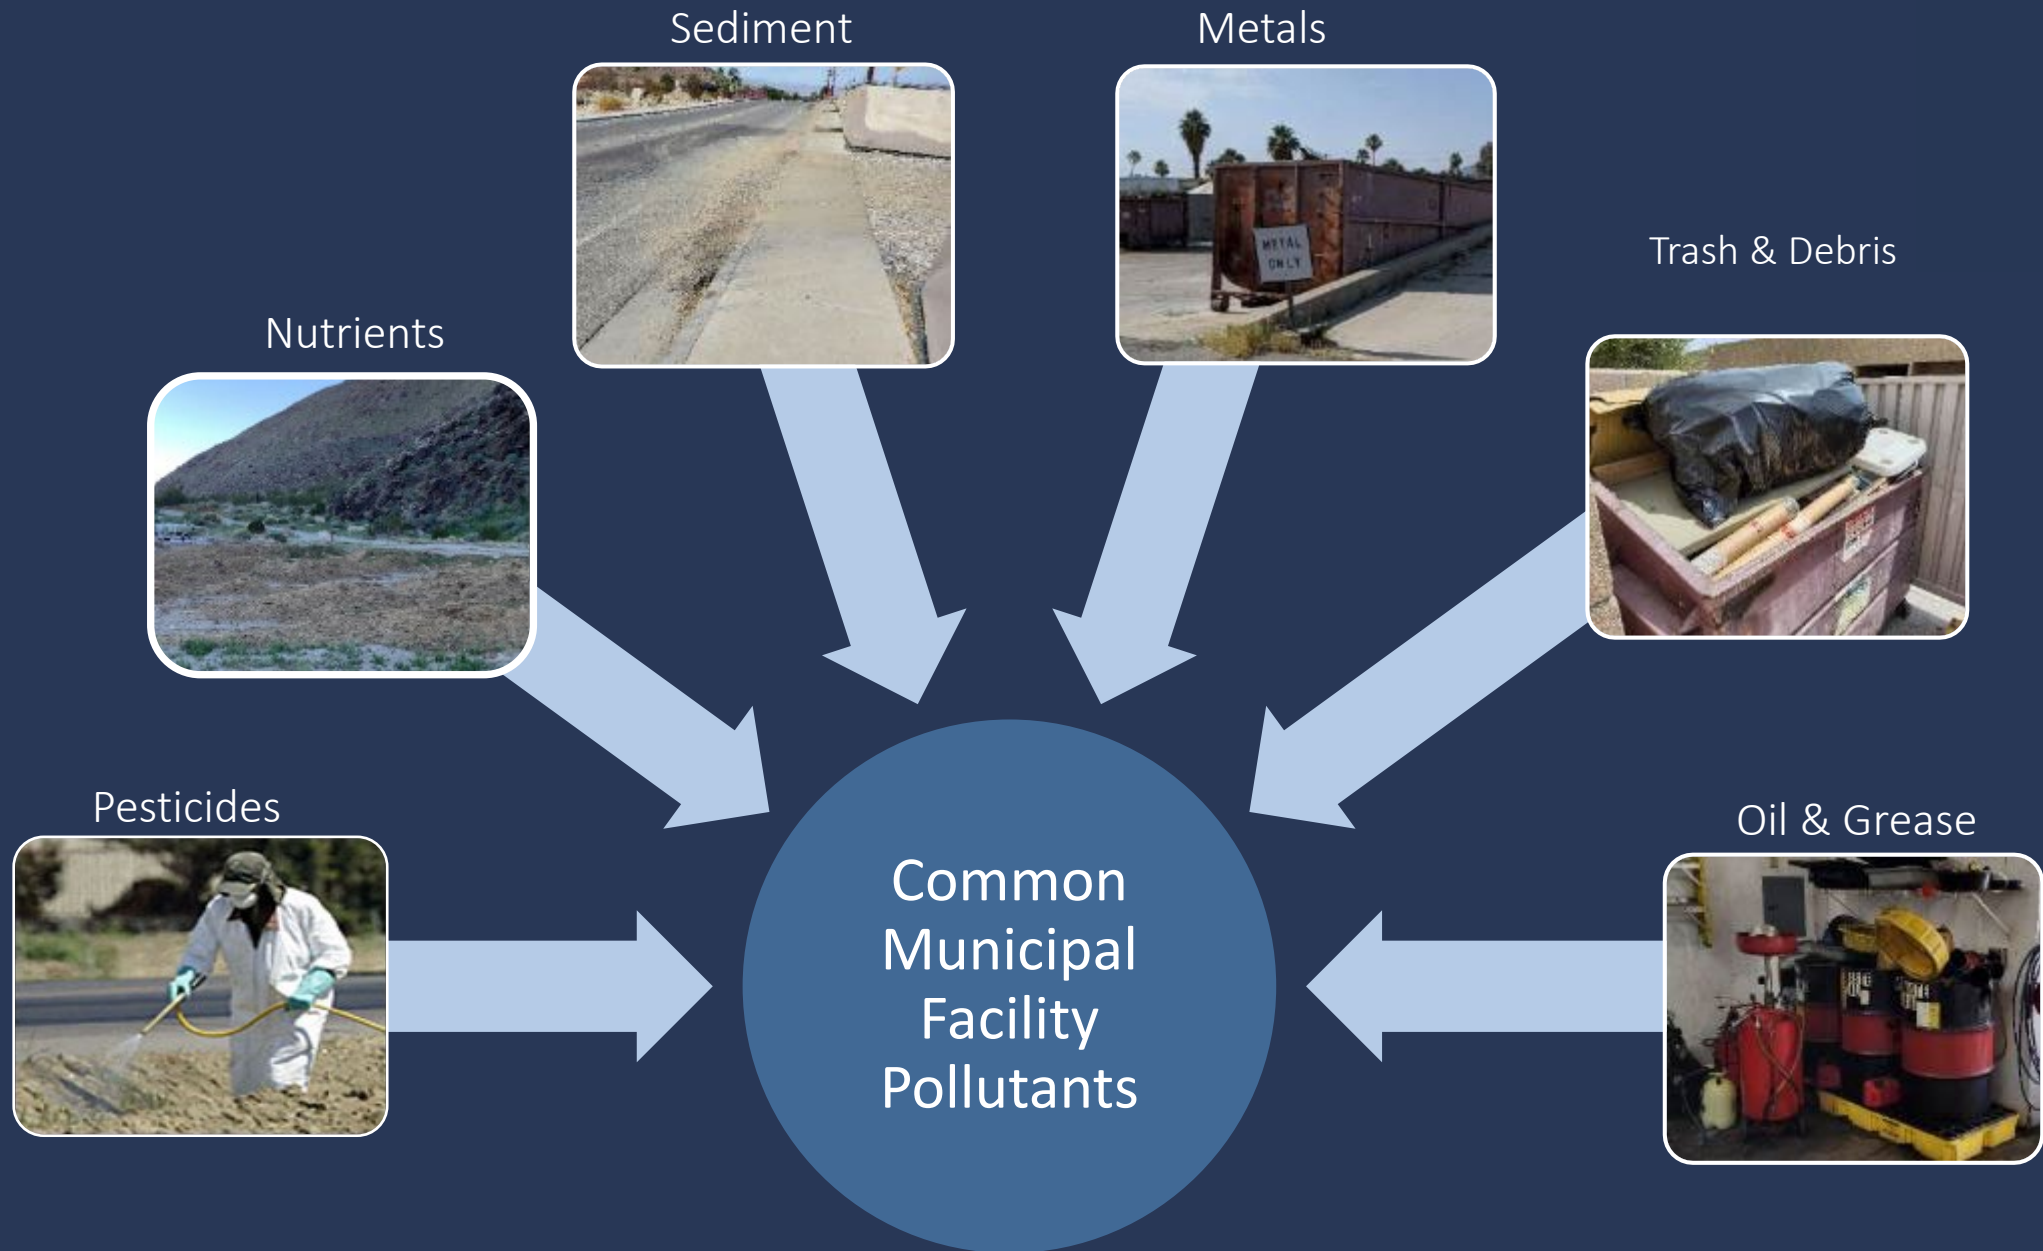 Sediment
Metals
METAL
ONLY
Trash & Debris
Nutrients
Pesticides
Oil & Grease
Common
Municipal
Facility
Pollutants